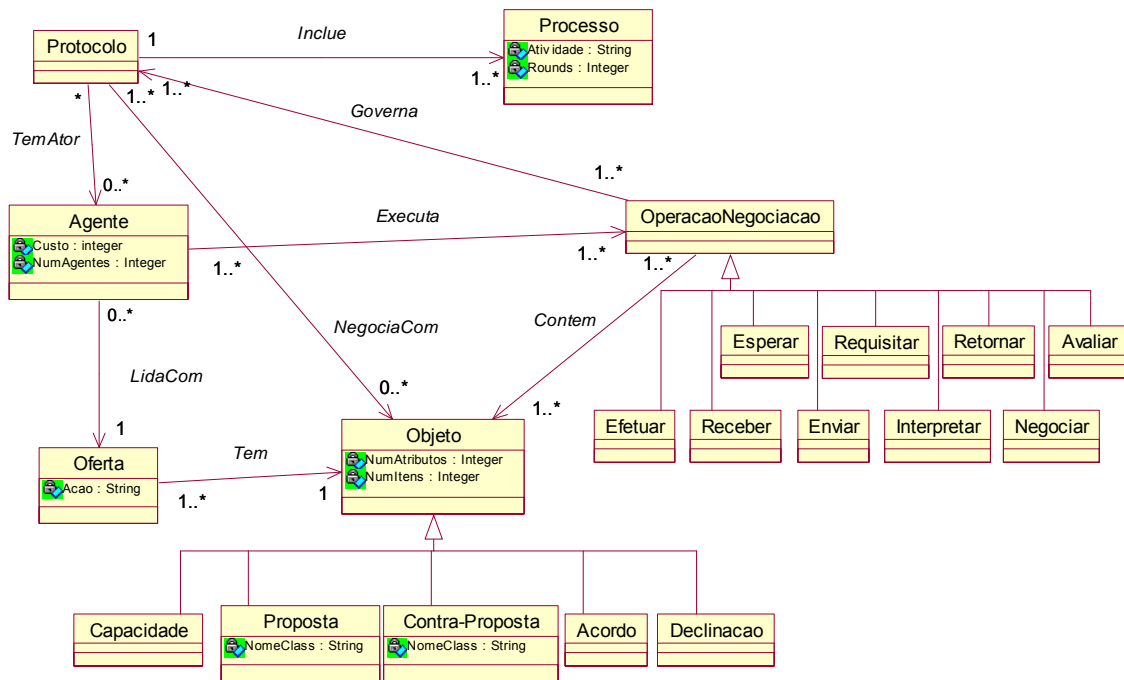 Processo
Atividade : String
Rounds : Integer
Protocolo
1
Inclue
1..*
*
1..*
1..*
Governa
TemAtor
0..*
1..*
Agente
Custo : integer
NumAgentes : Integer
Executa
1..*
1..*
OperacaoNegociacao
1..*
0..*
NegociaCom
Contem
Esperar
Requisitar
Retornar
Avaliar
LidaCom
0..*
1..*
1
Efetuar
Receber
Enviar
Interpretar
Negociar
Oferta
Acao : String
Tem
1..*
1
Objeto
NumAtributos : Integer
NumItens : Integer
Capacidade
Proposta
NomeClass : String
Contra-Proposta
NomeClass : String
Acordo
Declinacao